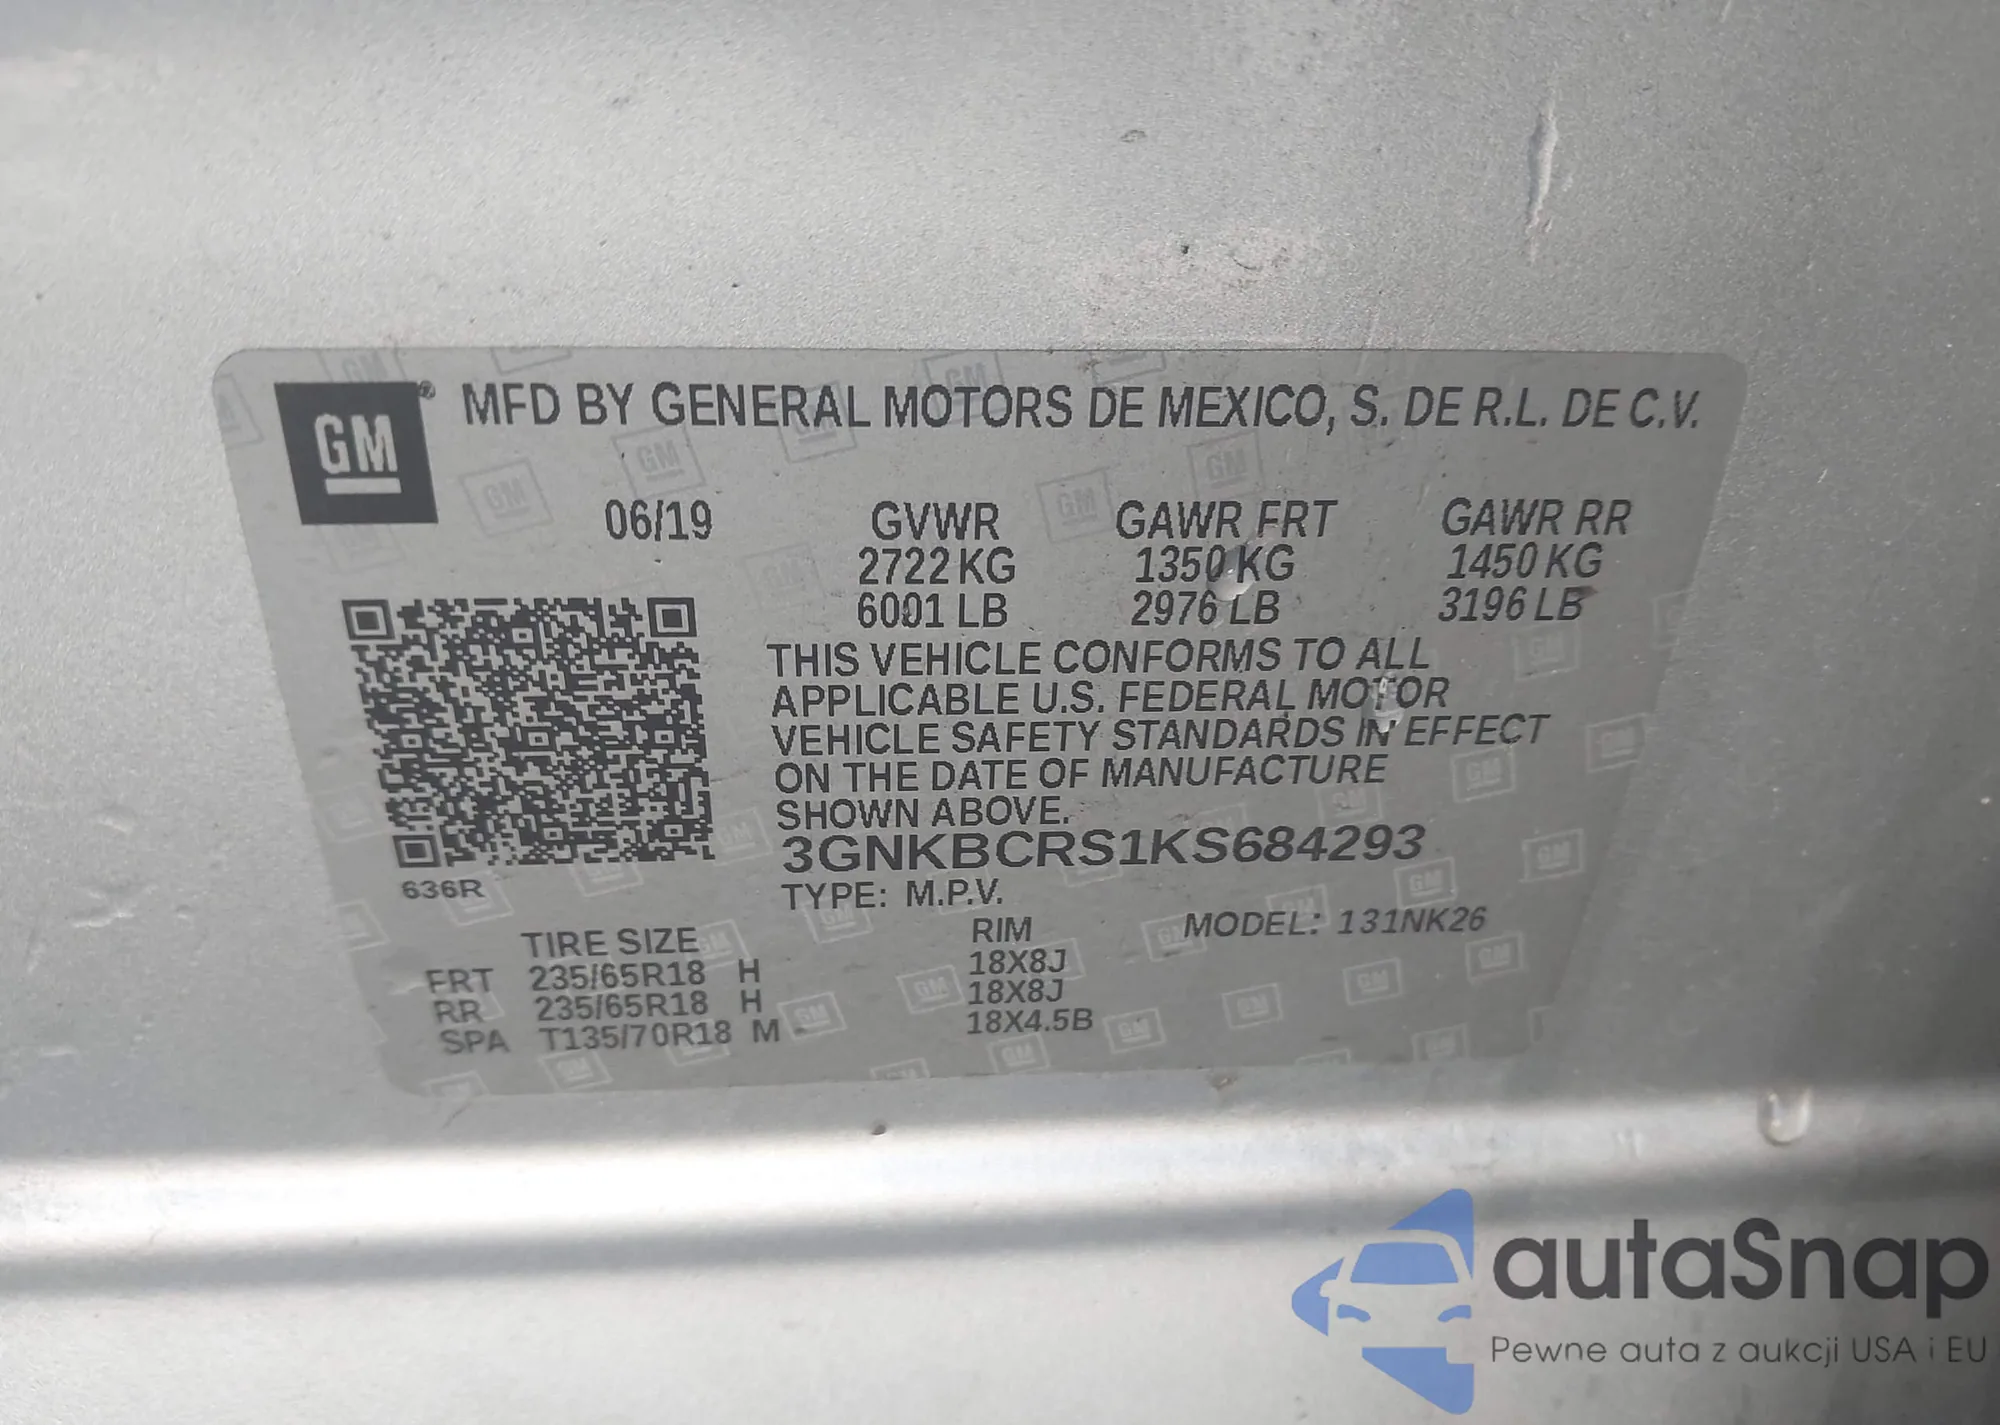 GM® MFD BY GENERAL MOTORS DE MEXICO, S. DE R.L. DE C.V.
06/19 GVWR GAWR FRT GAWR RR
2722 KG 1350 KG 1450 KG
6001 LB 2976 LB 3196 LB
THIS VEHICLE CONFORMS TO ALL
APPLICABLE U.S. FEDERAL MOTOR
VEHICLE SAFETY STANDARDS IN EFFECT
ON THE DATE OF MANUFACTURE
SHOWN ABOVE.
3GNKBCRS1KS684293
636R TYPE: M.P.V.
TIRE SIZE RIM MODEL: 131NK26
FRT 235/65R18 H 18X8J
RR 235/65R18 H 18X8J
SPA T135/70R18 M 18X4.5B
autaSnap
Pewne auta z aukcji USA i EU